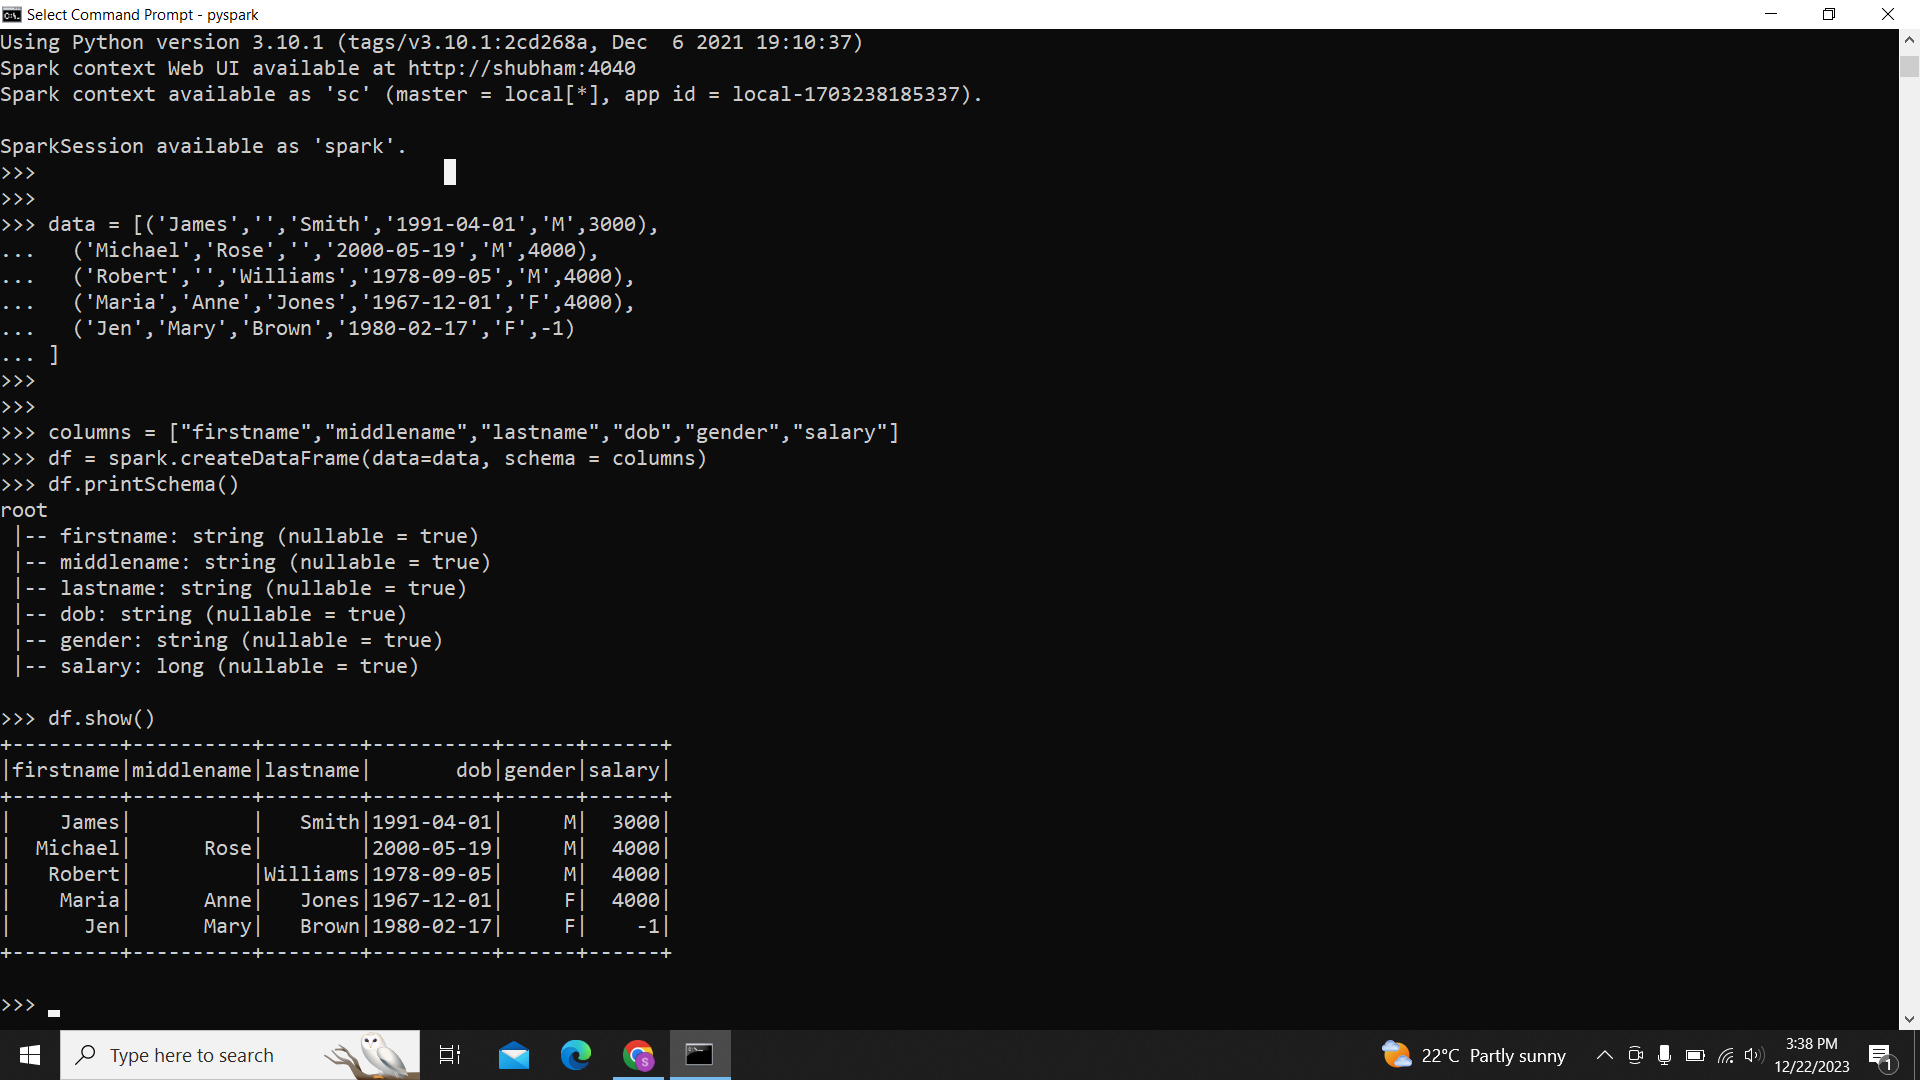 Select Command Prompt - pyspark
Using Python version 3.10.1 (tags/v3.10.1:2cd268a, Dec  6 2021 19:10:37)
Spark context Web UI available at http://shubham:4040
Spark context available as 'sc' (master = local[*], app id = local-1703238185337).
SparkSession available as 'spark'.
>>>
>>>
>>> data = [('James','','Smith','1991-04-01','M',3000),
...   ('Michael','Rose','','2000-05-19','M',4000),
...   ('Robert','','Williams','1978-09-05','M',4000),
...   ('Maria','Anne','Jones','1967-12-01','F',4000),
...   ('Jen','Mary','Brown','1980-02-17','F',-1)
... ]
>>>
>>>
>>> columns = ["firstname","middlename","lastname","dob","gender","salary"]
>>> df = spark.createDataFrame(data=data, schema = columns)
>>> df.printSchema()
root
 |-- firstname: string (nullable = true)
 |-- middlename: string (nullable = true)
 |-- lastname: string (nullable = true)
 |-- dob: string (nullable = true)
 |-- gender: string (nullable = true)
 |-- salary: long (nullable = true)
>>> df.show()
+---------+----------+--------+----------+------+------+
|firstname|middlename|lastname|       dob|gender|salary|
+---------+----------+--------+----------+------+------+
|    James|          |   Smith|1991-04-01|     M|  3000|
|  Michael|      Rose|        |2000-05-19|     M|  4000|
|   Robert|          |Williams|1978-09-05|     M|  4000|
|    Maria|      Anne|   Jones|1967-12-01|     F|  4000|
|      Jen|      Mary|   Brown|1980-02-17|     F|    -1|
+---------+----------+--------+----------+------+------+
>>>
Type here to search
22°C Partly sunny
3:38 PM
12/22/2023
1